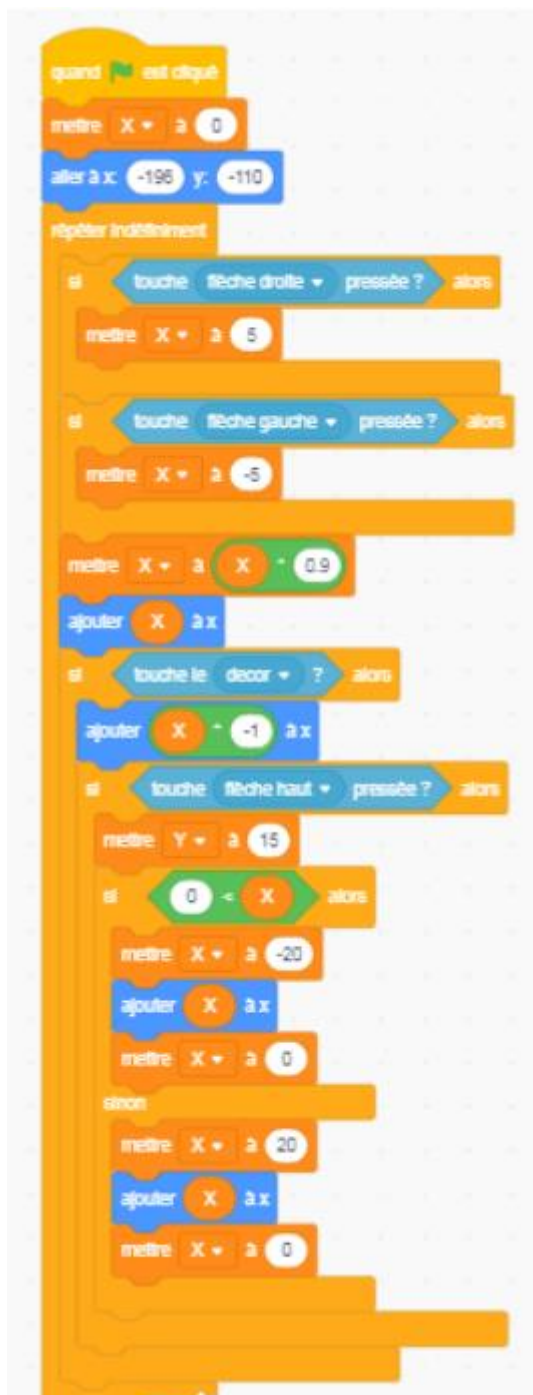 quand est cliqué
mettre X à 0
aller à x: -196 y: -110
répéter indéfiniment
si touche flèche droite pressée ? alors
mettre X à 5
si touche flèche gauche pressée ? alors
mettre X à -5
mettre X à X * 0.9
ajouter X à x
si touche le decor ? alors
ajouter X * -1 à x
si touche flèche haut pressée ? alors
mettre Y à 15
si 0 < X alors
mettre X à -20
ajouter X à x
mettre X à 0
sinon
mettre X à 20
ajouter X à x
mettre X à 0